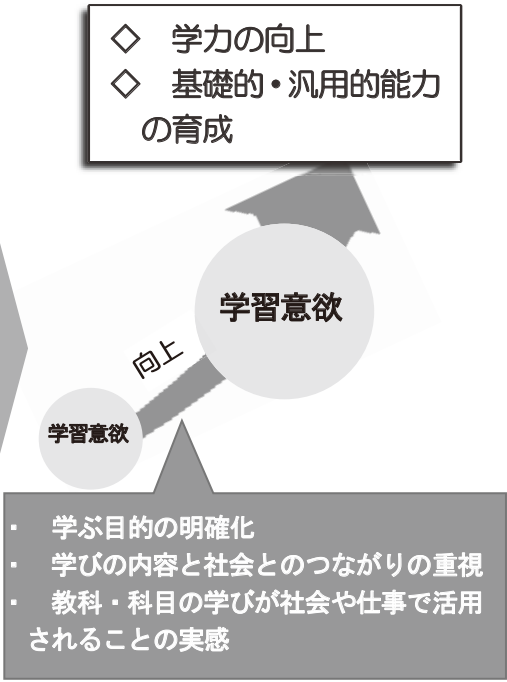 ◇ 学力の向上
◇ 基礎的・汎用的能力
の育成
学習意欲
向上
学習意欲
・ 学ぶ目的の明確化
・ 学びの内容と社会とのつながりの重視
・ 教科・科目の学びが社会や仕事で活用
されることの実感